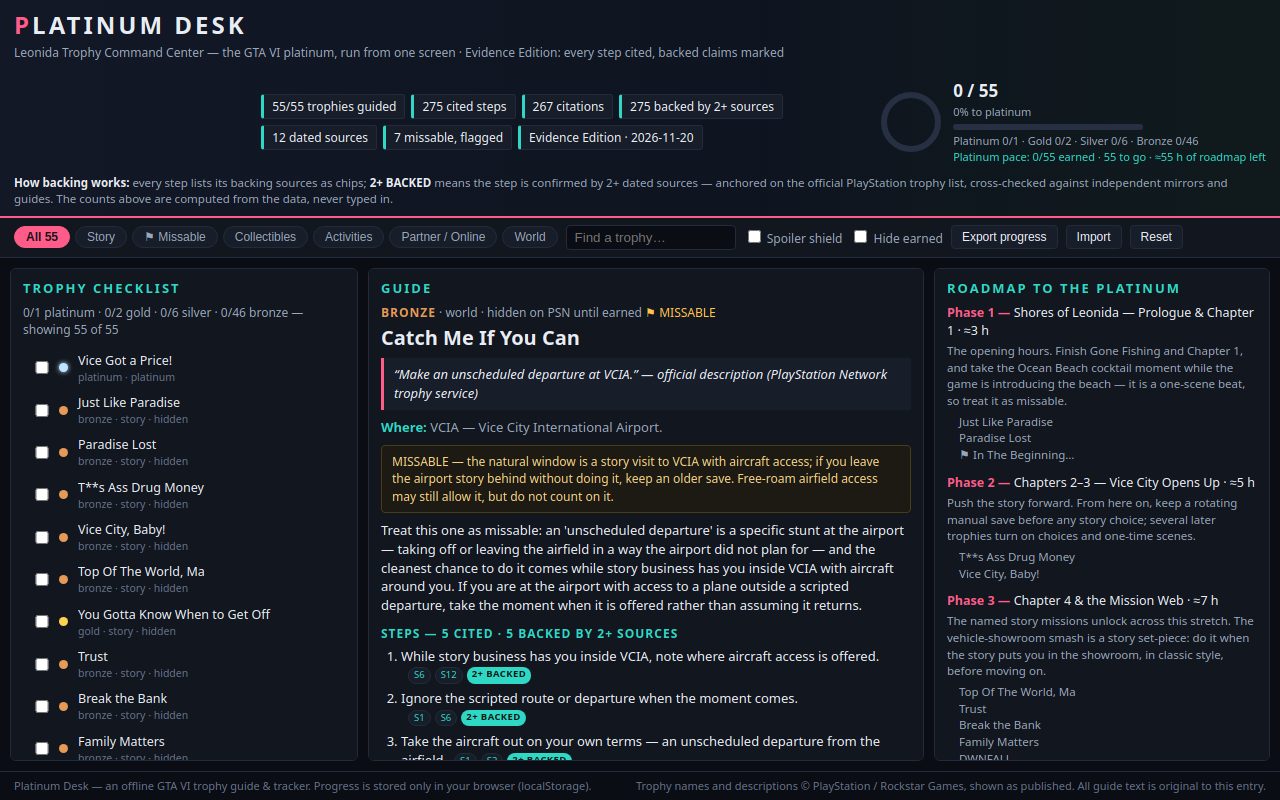 PLATINUM DESK
Leonida Trophy Command Center — the GTA VI platinum, run from one screen · Evidence Edition: every step cited, backed claims marked
55/55 trophies guided
275 cited steps
267 citations
275 backed by 2+ sources
12 dated sources
7 missable, flagged
Evidence Edition · 2026-11-20
0 / 55
0% to platinum
Platinum 0/1 · Gold 0/2 · Silver 0/6 · Bronze 0/46
Platinum pace: 0/55 earned · 55 to go · ≈55 h of roadmap left
How backing works: every step lists its backing sources as chips; 2+ BACKED means the step is confirmed by 2+ dated sources — anchored on the official PlayStation trophy list, cross-checked against independent mirrors and
guides. The counts above are computed from the data, never typed in.
All 55
Story
⚑ Missable
Collectibles
Activities
Partner / Online
World
Find a trophy…
Spoiler shield
Hide earned
Export progress
Import
Reset
TROPHY CHECKLIST
0/1 platinum · 0/2 gold · 0/6 silver · 0/46 bronze —
showing 55 of 55
Vice Got a Price!
platinum · platinum
Just Like Paradise
bronze · story · hidden
Paradise Lost
bronze · story · hidden
T**s Ass Drug Money
bronze · story · hidden
Vice City, Baby!
bronze · story · hidden
Top Of The World, Ma
bronze · story · hidden
You Gotta Know When to Get Off
gold · story · hidden
Trust
bronze · story · hidden
Break the Bank
bronze · story · hidden
Family Matters
bronze · story · hidden
GUIDE
BRONZE · world · hidden on PSN until earned ⚑ MISSABLE
Catch Me If You Can
“Make an unscheduled departure at VCIA.” — official description (PlayStation Network
trophy service)
Where: VCIA — Vice City International Airport.
MISSABLE — the natural window is a story visit to VCIA with aircraft access; if you leave
the airport story behind without doing it, keep an older save. Free-roam airfield access
may still allow it, but do not count on it.
Treat this one as missable: an 'unscheduled departure' is a specific stunt at the airport
— taking off or leaving the airfield in a way the airport did not plan for — and the
cleanest chance to do it comes while story business has you inside VCIA with aircraft
around you. If you are at the airport with access to a plane outside a scripted
departure, take the moment when it is offered rather than assuming it returns.
STEPS — 5 CITED · 5 BACKED BY 2+ SOURCES
1. While story business has you inside VCIA, note where aircraft access is offered.
S6 S12 2+ BACKED
2. Ignore the scripted route or departure when the moment comes.
S1 S6 2+ BACKED
3. Take the aircraft out on your own terms — an unscheduled departure from the
airfield. S1 S3 2+ BACKED
ROADMAP TO THE PLATINUM
Phase 1 — Shores of Leonida — Prologue & Chapter
1 · ≈3 h
The opening hours. Finish Gone Fishing and Chapter 1,
and take the Ocean Beach cocktail moment while the
game is introducing the beach — it is a one-scene beat,
so treat it as missable.
Just Like Paradise
Paradise Lost
⚑ In The Beginning…
Phase 2 — Chapters 2–3 — Vice City Opens Up · ≈5 h
Push the story forward. From here on, keep a rotating
manual save before any story choice; several later
trophies turn on choices and one-time scenes.
T**s Ass Drug Money
Vice City, Baby!
Phase 3 — Chapter 4 & the Mission Web · ≈7 h
The named story missions unlock across this stretch. The
vehicle-showroom smash is a story set-piece: do it when
the story puts you in the showroom, in classic style,
before moving on.
Top Of The World, Ma
Trust
Break the Bank
Family Matters
DWNFALL
Platinum Desk — an offline GTA VI trophy guide & tracker. Progress is stored only in your browser (localStorage).
Trophy names and descriptions © PlayStation / Rockstar Games, shown as published. All guide text is original to this entry.